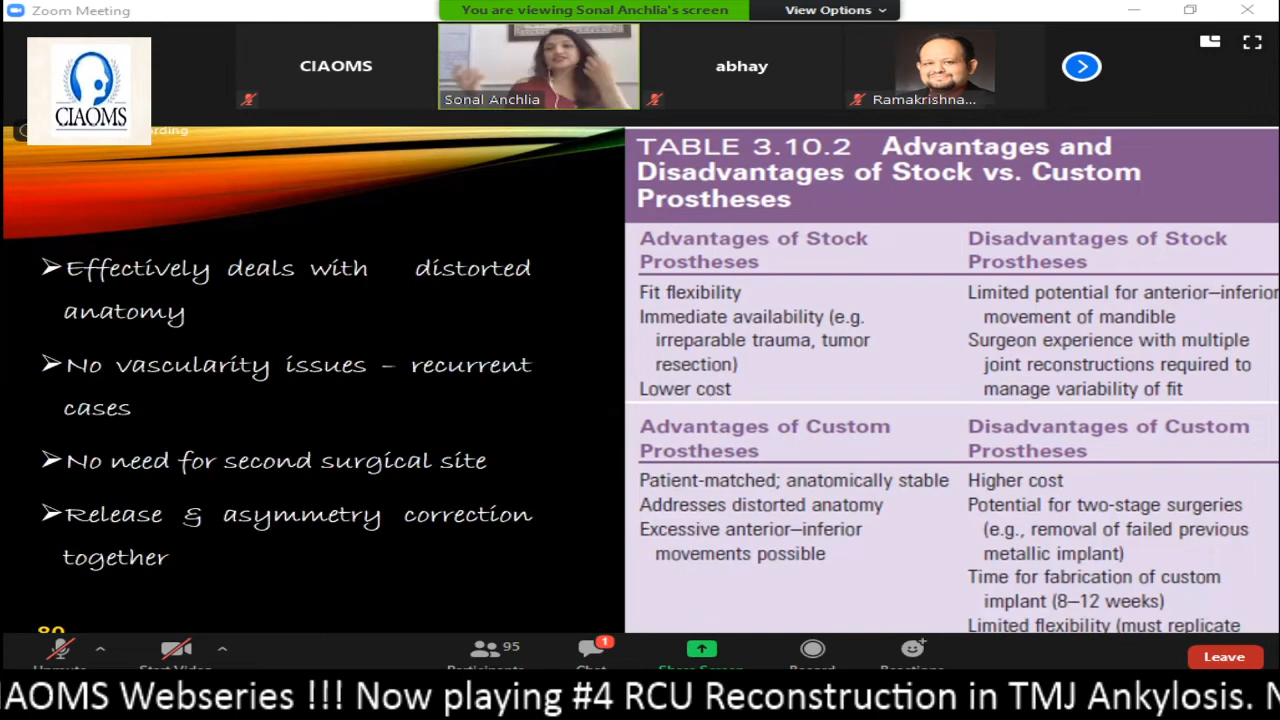 Zoom Meeting
You are viewing Sonal Anchlia's screen
View Options
CIAOMS
CIAOMS
Sonal Anchlia
abhay
Ramakrishna...
TABLE 3.10.2 Advantages and
Disadvantages of Stock vs. Custom
Prostheses
Effectively deals with distorted
anatomy
No vascularity issues – recurrent
cases
No need for second surgical site
Release & asymmetry correction
together
Advantages of Stock
Prostheses
Fit flexibility
Immediate availability (e.g.
irreparable trauma, tumor
resection)
Lower cost
Disadvantages of Stock
Prostheses
Limited potential for anterior–inferior
movement of mandible
Surgeon experience with multiple
joint reconstructions required to
manage variability of fit
Advantages of Custom
Prostheses
Patient-matched; anatomically stable
Addresses distorted anatomy
Excessive anterior–inferior
movements possible
Disadvantages of Custom
Prostheses
Higher cost
Potential for two-stage surgeries
(e.g., removal of failed previous
metallic implant)
Time for fabrication of custom
implant (8–12 weeks)
Limited flexibility (must replicate
95
1
Leave
IAOMS Webseries !!! Now playing #4 RCU Reconstruction in TMJ Ankylosis.